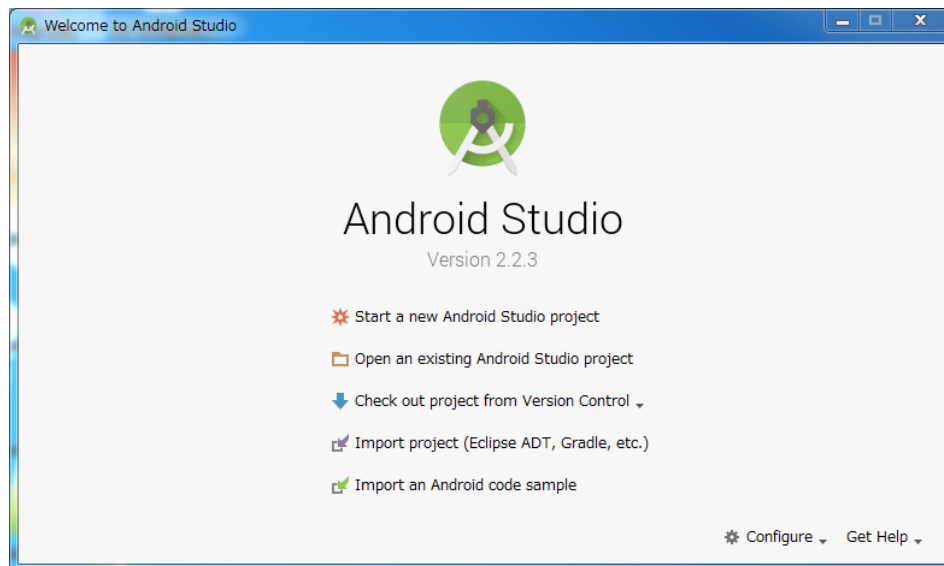 Welcome to Android Studio
Android Studio
Version 2.2.3
Start a new Android Studio project
Open an existing Android Studio project
Check out project from Version Control
Import project (Eclipse ADT, Gradle, etc.)
Import an Android code sample
Configure Get Help